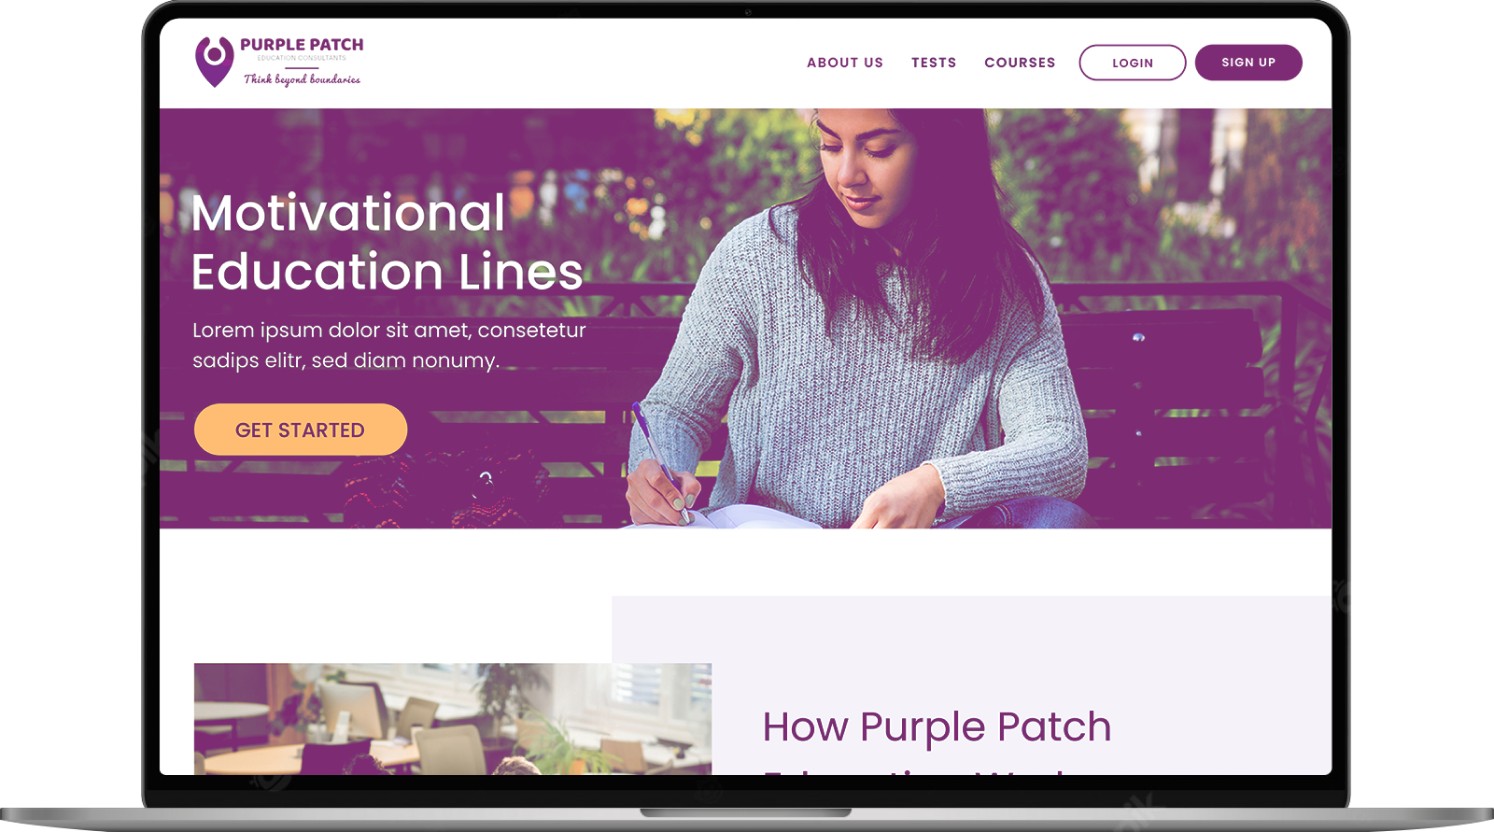 PURPLE PATCH
EDUCATION CONSULTANTS
Think beyond boundaries
ABOUT US
TESTS
COURSES
LOGIN
SIGN UP
Motivational
Education Lines
Lorem ipsum dolor sit amet, consetetur
sadips elitr, sed diam nonumy.
GET STARTED
How Purple Patch